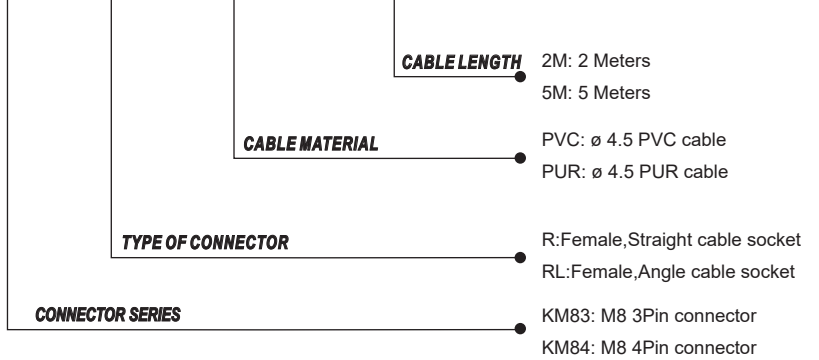 CABLE LENGTH 2M: 2 Meters
5M: 5 Meters
CABLE MATERIAL PVC: ø 4.5 PVC cable
PUR: ø 4.5 PUR cable
TYPE OF CONNECTOR R:Female,Straight cable socket
RL:Female,Angle cable socket
CONNECTOR SERIES KM83: M8 3Pin connector
KM84: M8 4Pin connector